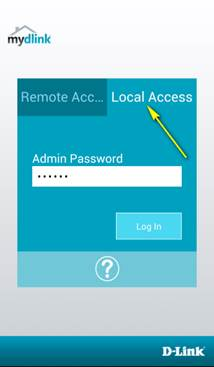 mydlink
Remote Acc... Local Access
Admin Password
••••••
Log In
?
D-Link